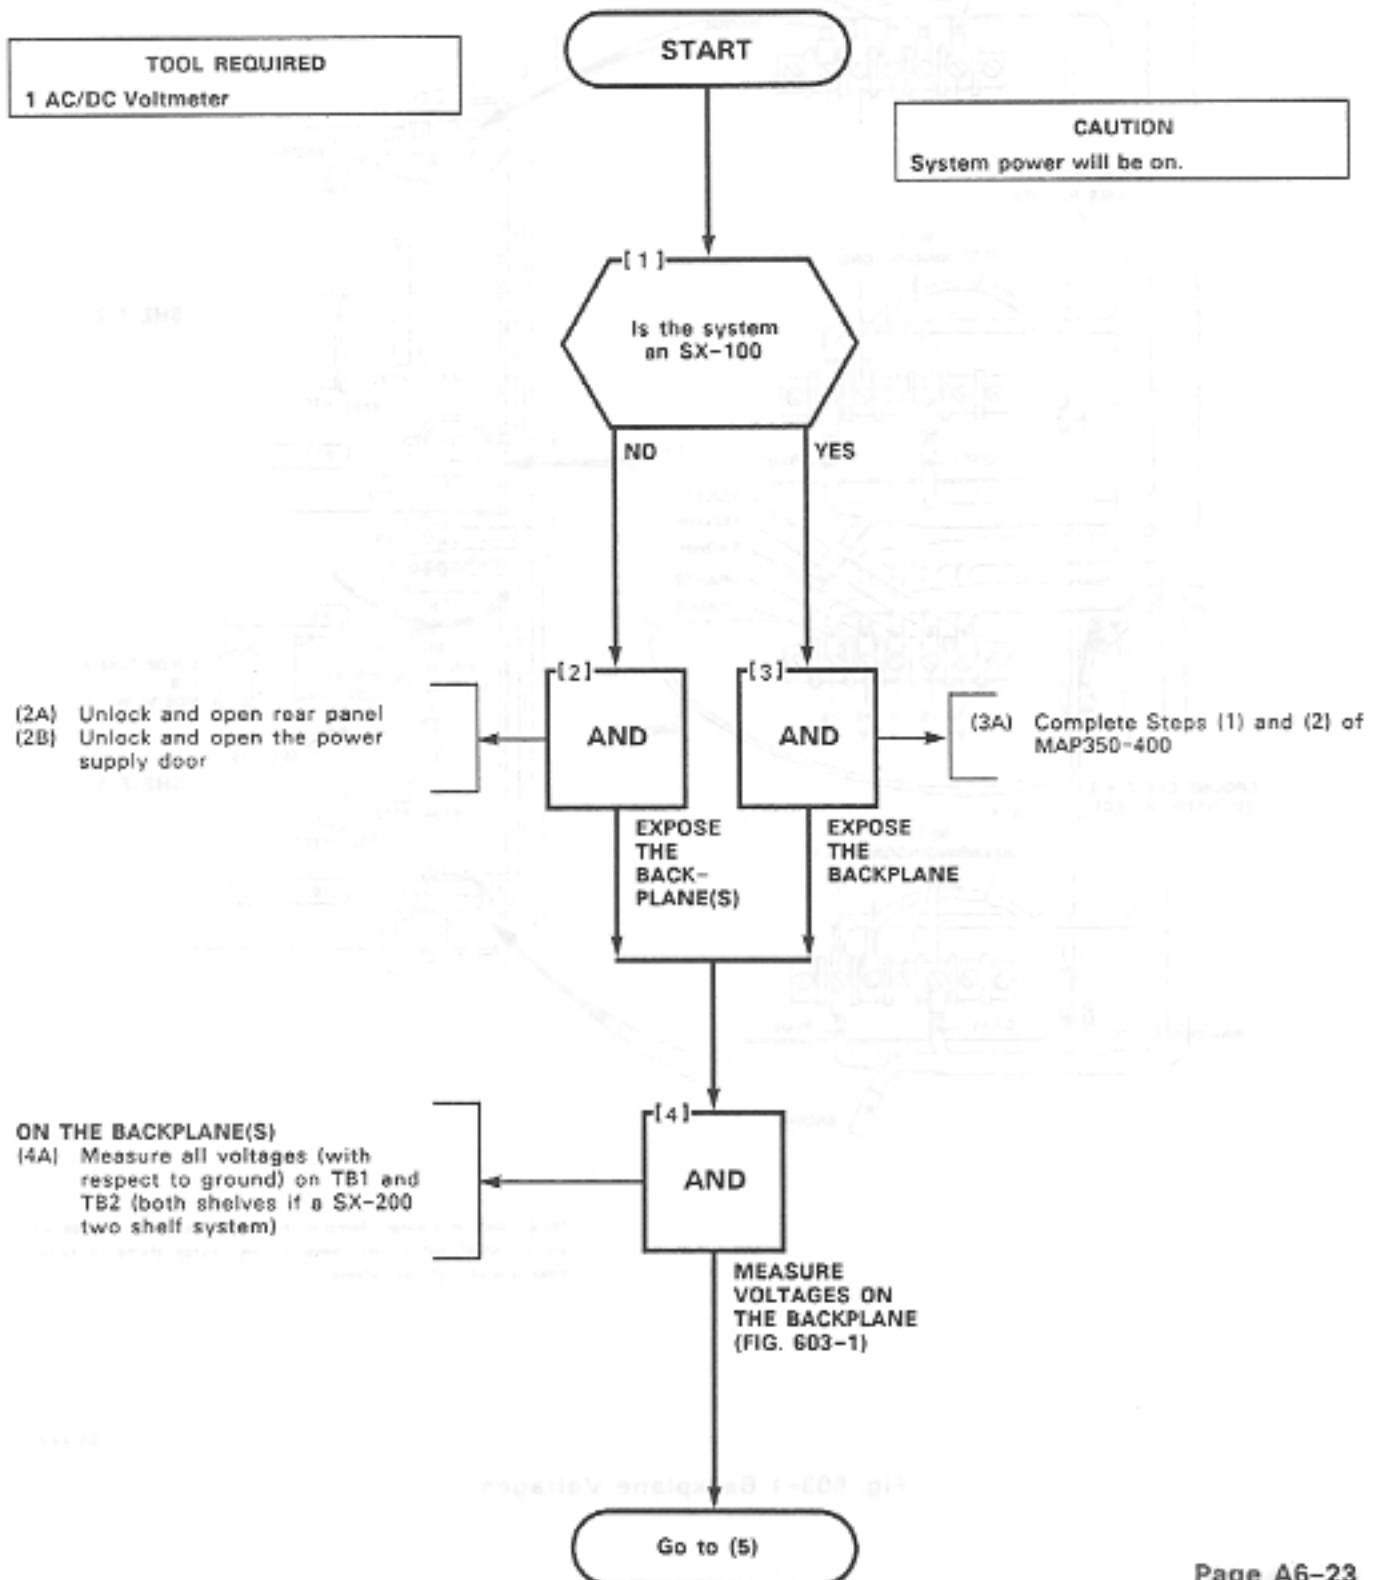 START
TOOL REQUIRED
1 AC/DC Voltmeter
CAUTION
System power will be on.
[1]
Is the system
an SX-100
NO
YES
[2]
AND
[3]
AND
(2A) Unlock and open rear panel
(2B) Unlock and open the power
supply door
(3A) Complete Steps (1) and (2) of
MAP350-400
EXPOSE
THE
BACK-
PLANE(S)
EXPOSE
THE
BACKPLANE
[4]
AND
ON THE BACKPLANE(S)
(4A) Measure all voltages (with
respect to ground) on TB1 and
TB2 (both shelves if a SX-200
two shelf system)
MEASURE
VOLTAGES ON
THE BACKPLANE
(FIG. 603-1)
Fig. 603-1 Backplane Voltages
Go to (5)
Page A6-23